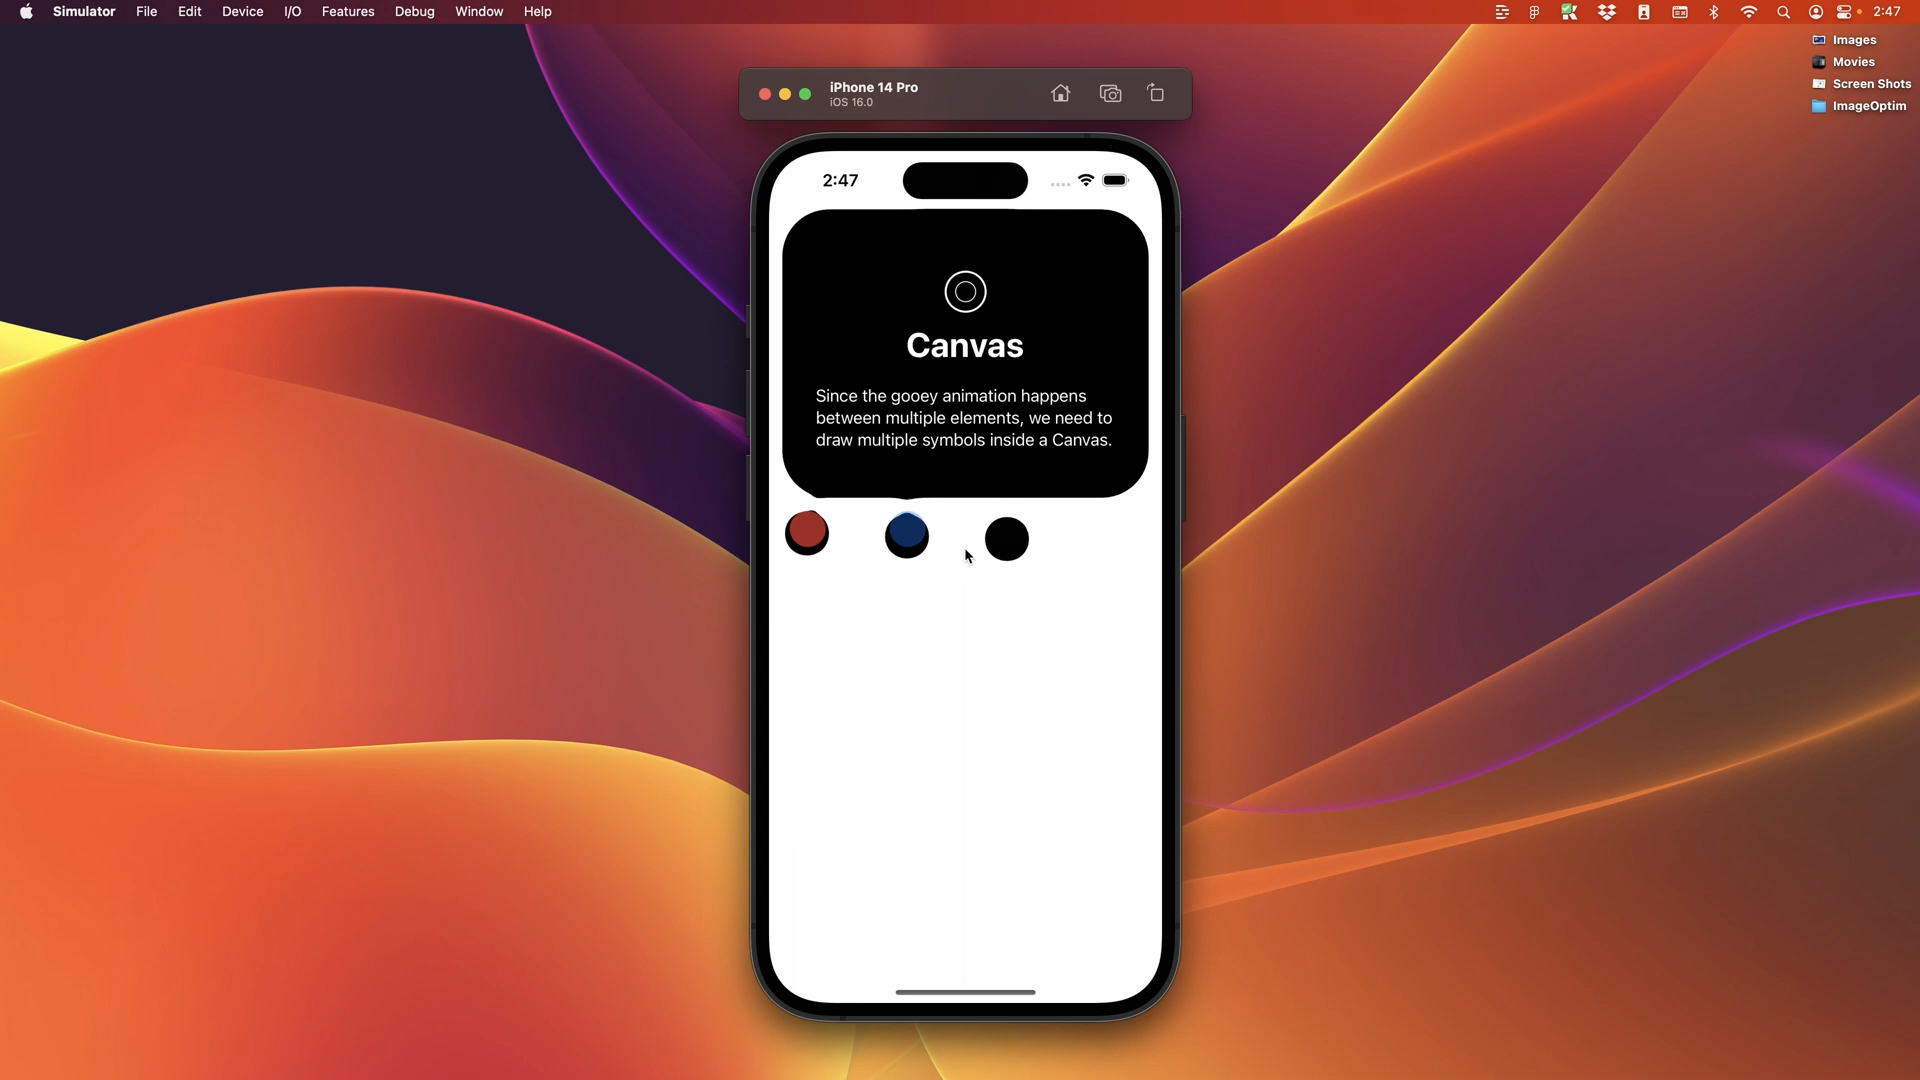 Simulator File Edit Device I/O Features Debug Window Help 2:47
Images
Movies
Screen Shots
ImageOptim
iPhone 14 Pro
iOS 16.0
2:47
Canvas
Since the gooey animation happens
between multiple elements, we need to
draw multiple symbols inside a Canvas.